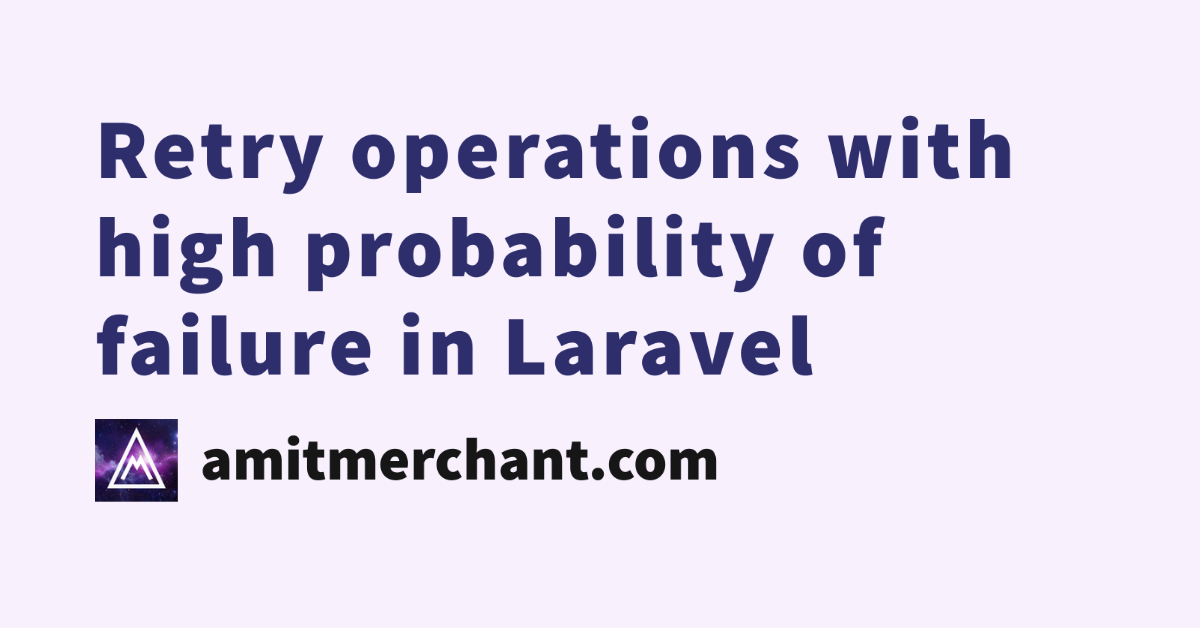 Retry operations with
high probability of
failure in Laravel
amitmerchant.com